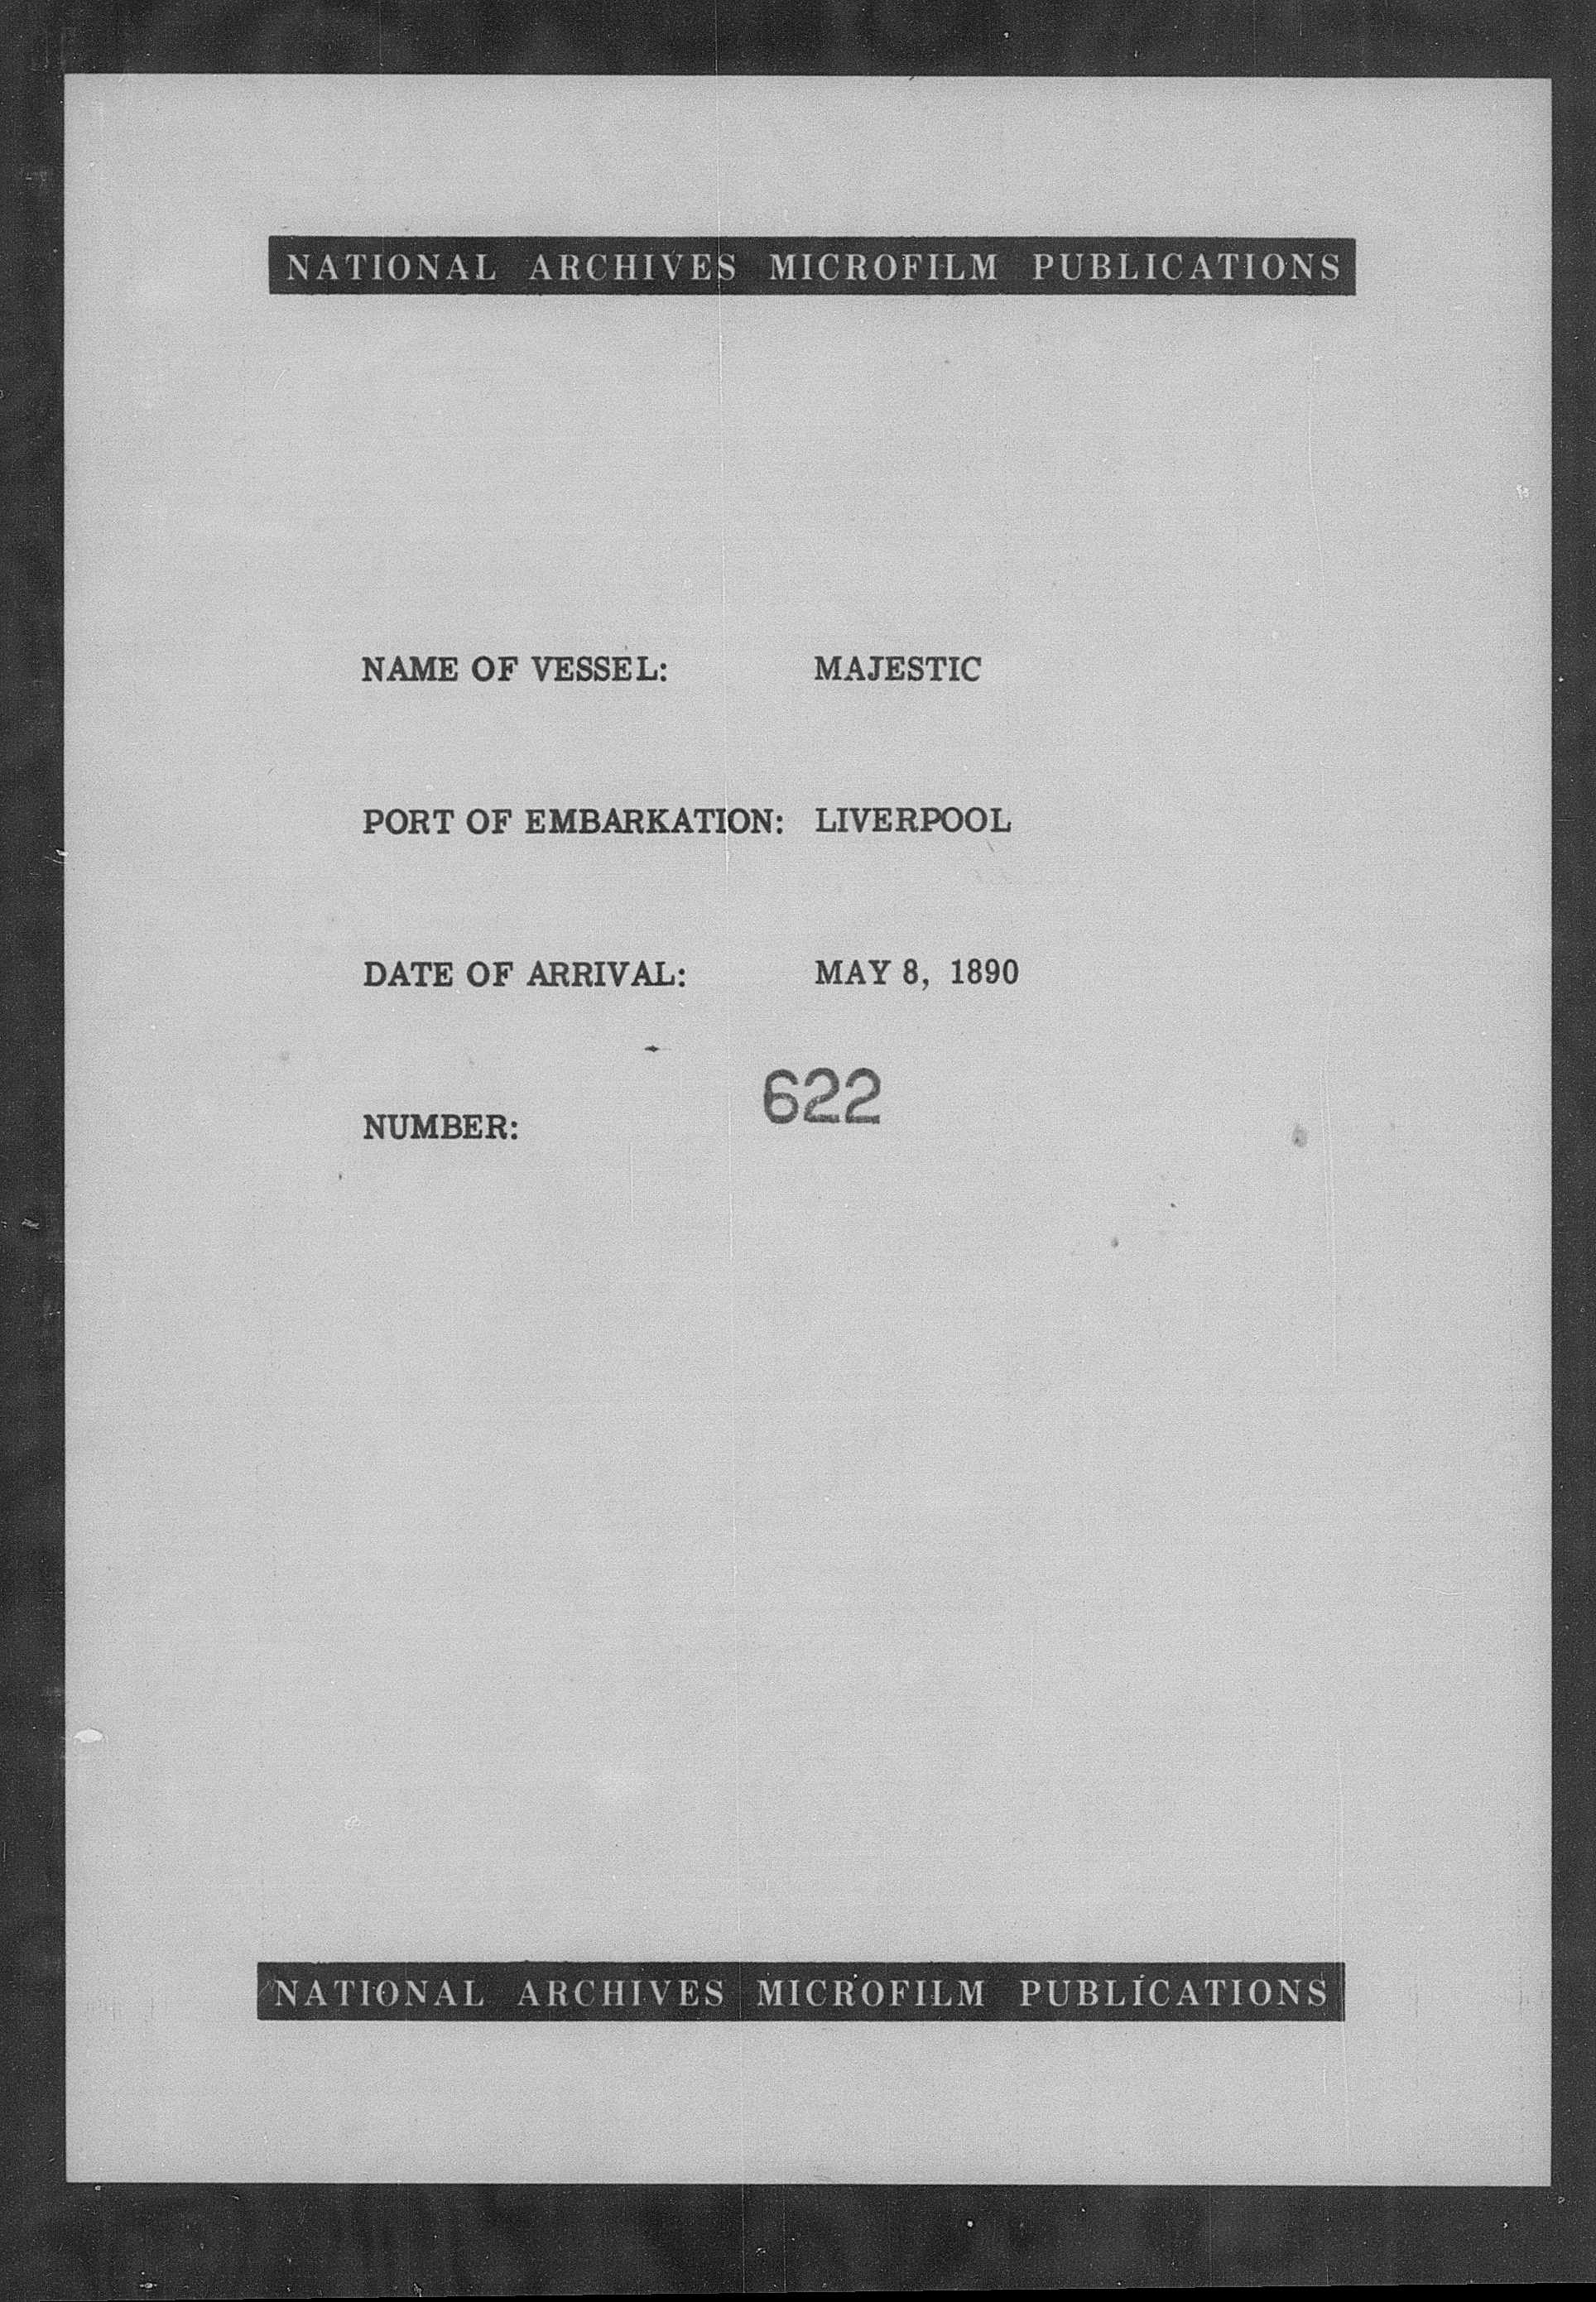 NATIONAL ARCHIVES MICROFILM PUBLICATIONS
NAME OF VESSEL: MAJESTIC
PORT OF EMBARKATION: LIVERPOOL
DATE OF ARRIVAL: MAY 8, 1890
NUMBER: 622
NATIONAL ARCHIVES MICROFILM PUBLICATIONS